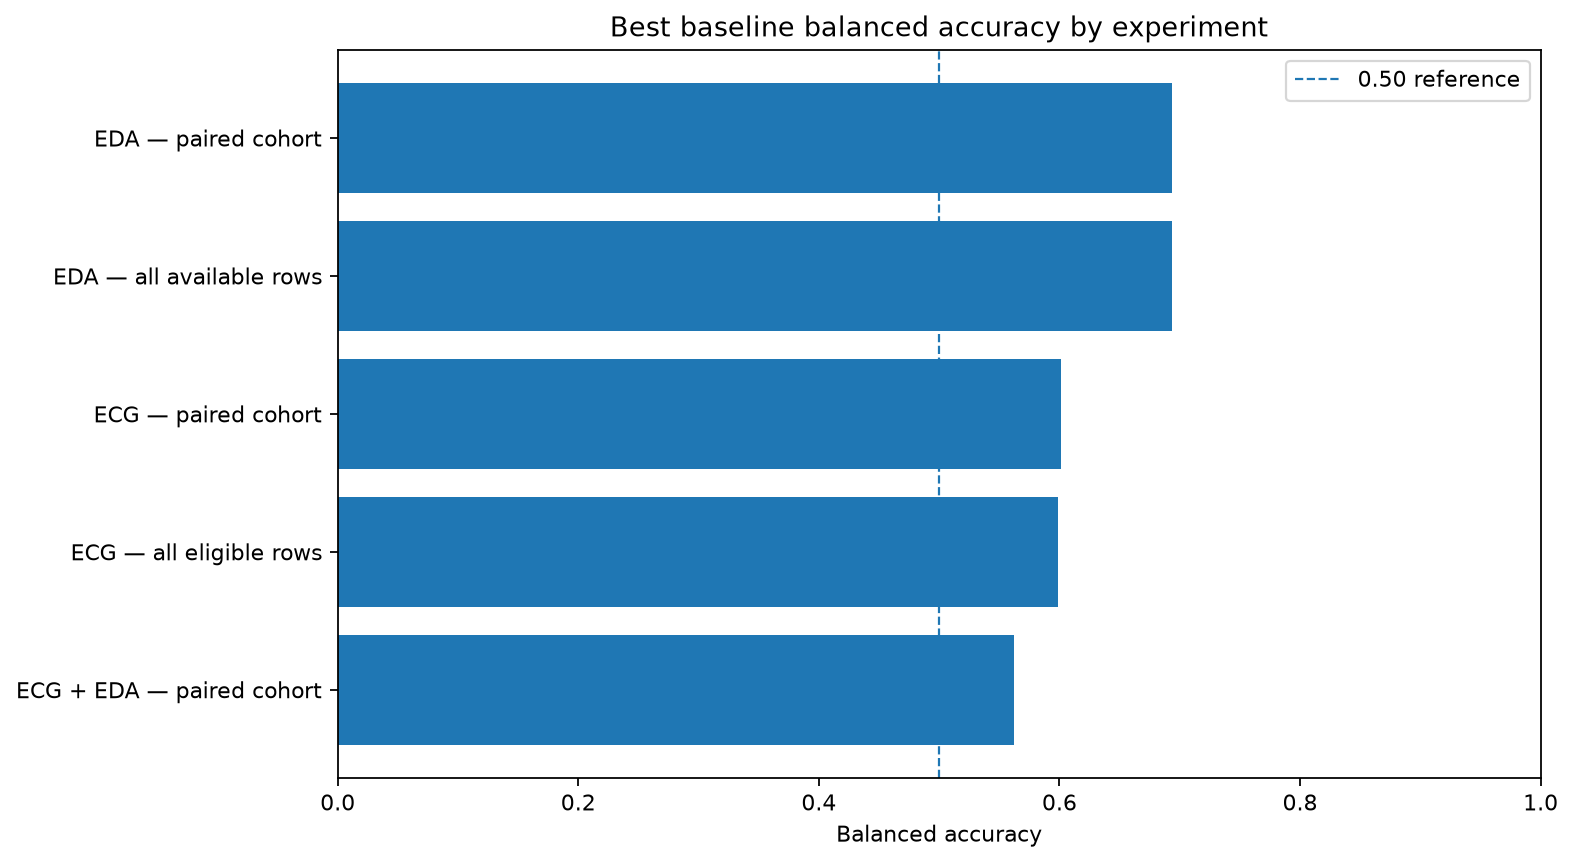 Best baseline balanced accuracy by experiment
0.50 reference
EDA — paired cohort
EDA — all available rows
ECG — paired cohort
ECG — all eligible rows
ECG + EDA — paired cohort
0.0 0.2 0.4 0.6 0.8 1.0
Balanced accuracy